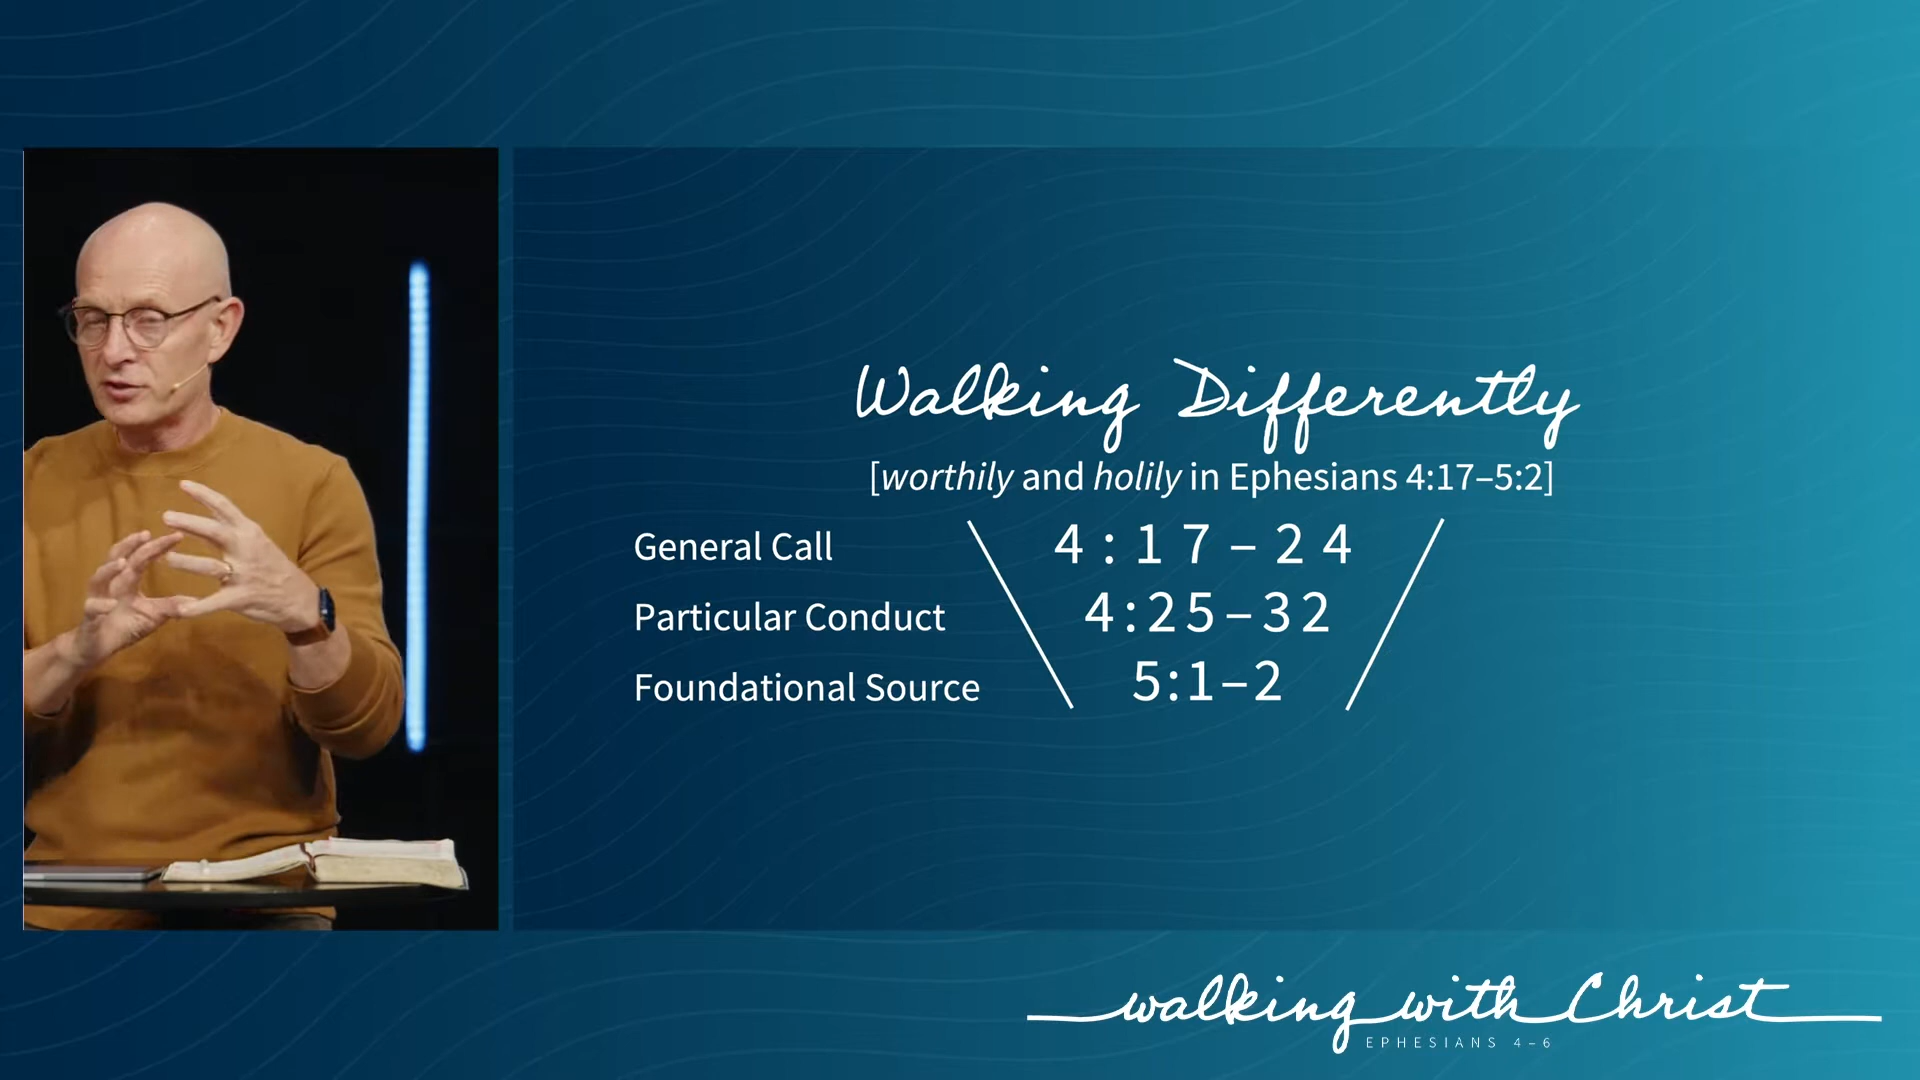 Walking Differently
[worthily and holily in Ephesians 4:17–5:2]
General Call 4:17–24
Particular Conduct 4:25–32
Foundational Source 5:1–2
walking with Christ
EPHESIANS 4–6